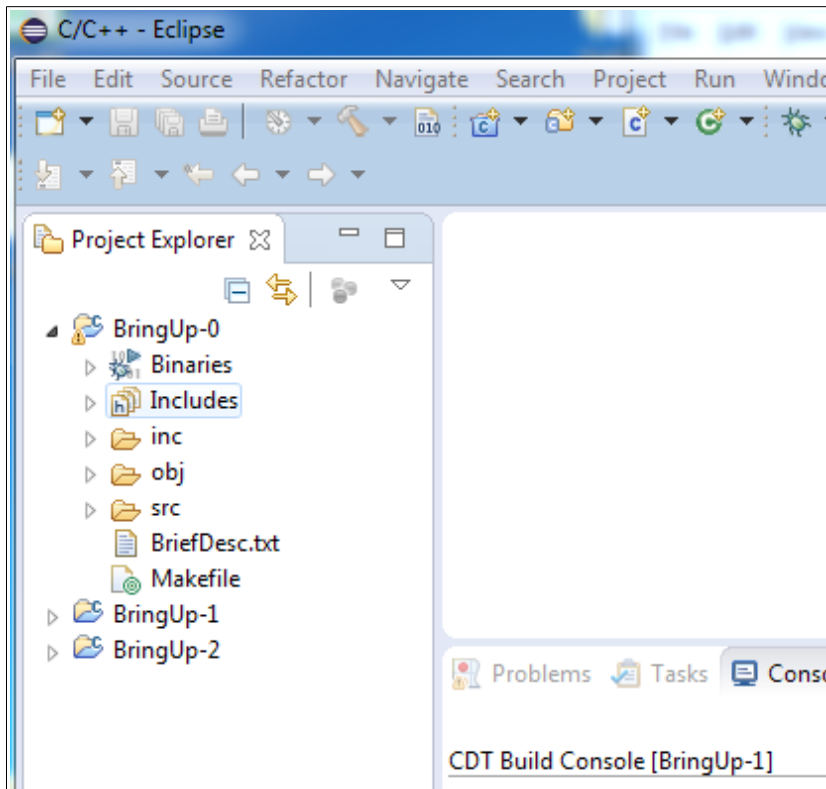 C/C++ - Eclipse
File Edit Source Refactor Navigate Search Project Run
010
Project Explorer
BringUp-0
Binaries
Includes
inc
obj
src
BriefDesc.txt
Makefile
BringUp-1
BringUp-2
Problems Tasks
CDT Build Console [BringUp-1]